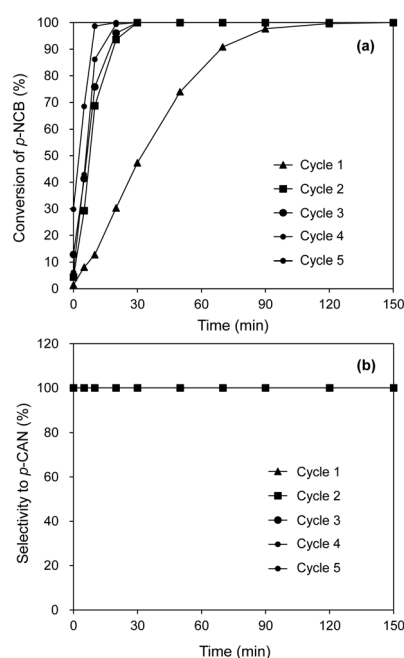 100
90
80
70
60
50
40
30
20
10
0
Conversion of p-NCB (%)
(a)
Cycle 1
Cycle 2
Cycle 3
Cycle 4
Cycle 5
0 30 60 90 120 150
Time (min)
120
100
80
60
40
20
0
Selectivity to p-CAN (%)
(b)
Cycle 1
Cycle 2
Cycle 3
Cycle 4
Cycle 5
0 30 60 90 120 150
Time (min)